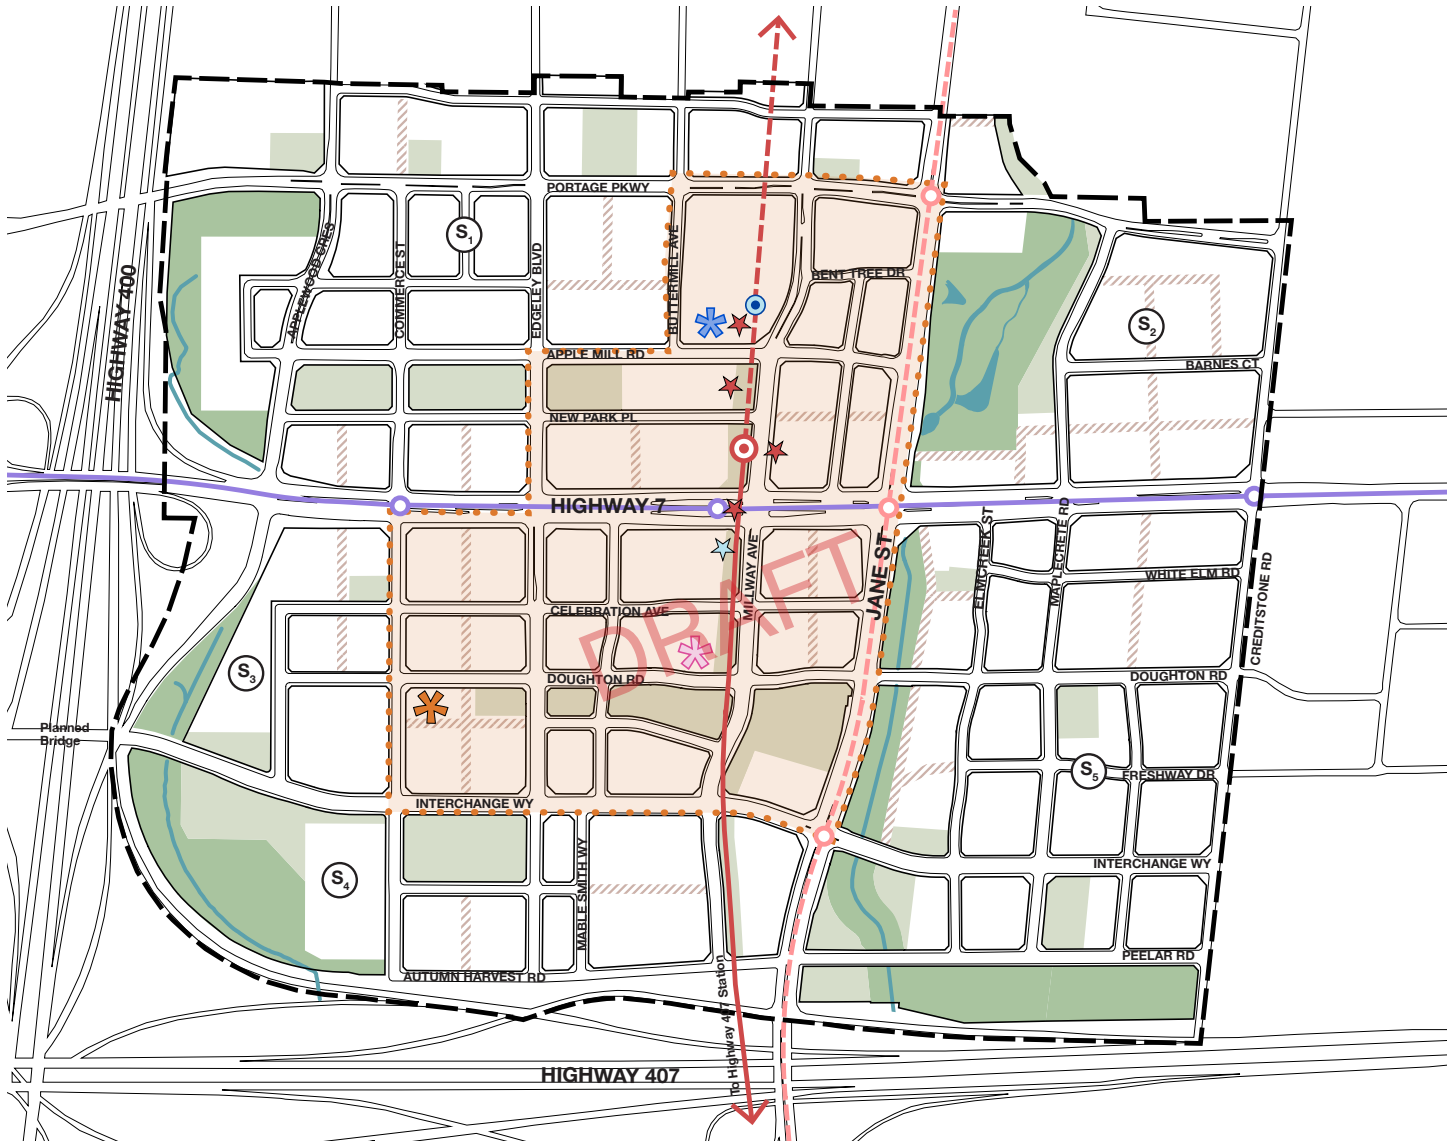 PORTAGE PKWY
S1
APPLEWOOD CRES
COMMERCE ST
EDGELEY BLVD
BUTTERMILL AVE
BENT TREE DR
HIGHWAY 400
S2
APPLE MILL RD
BARNES CT
NEW PARK PL
HIGHWAY 7
JANE ST
MILLWAY AVE
ELMCREEK ST
MAPLECRETE RD
WHITE ELM RD
CREDITSTONE RD
CELEBRATION AVE
DRAFT
S3
DOUGHTON RD
DOUGHTON RD
Planned
Bridge
S5
FRESHWAY DR
INTERCHANGE WY
INTERCHANGE WY
S4
MABLE SMITH WY
PEELAR RD
AUTUMN HARVEST RD
To Highway 407 Station
HIGHWAY 407